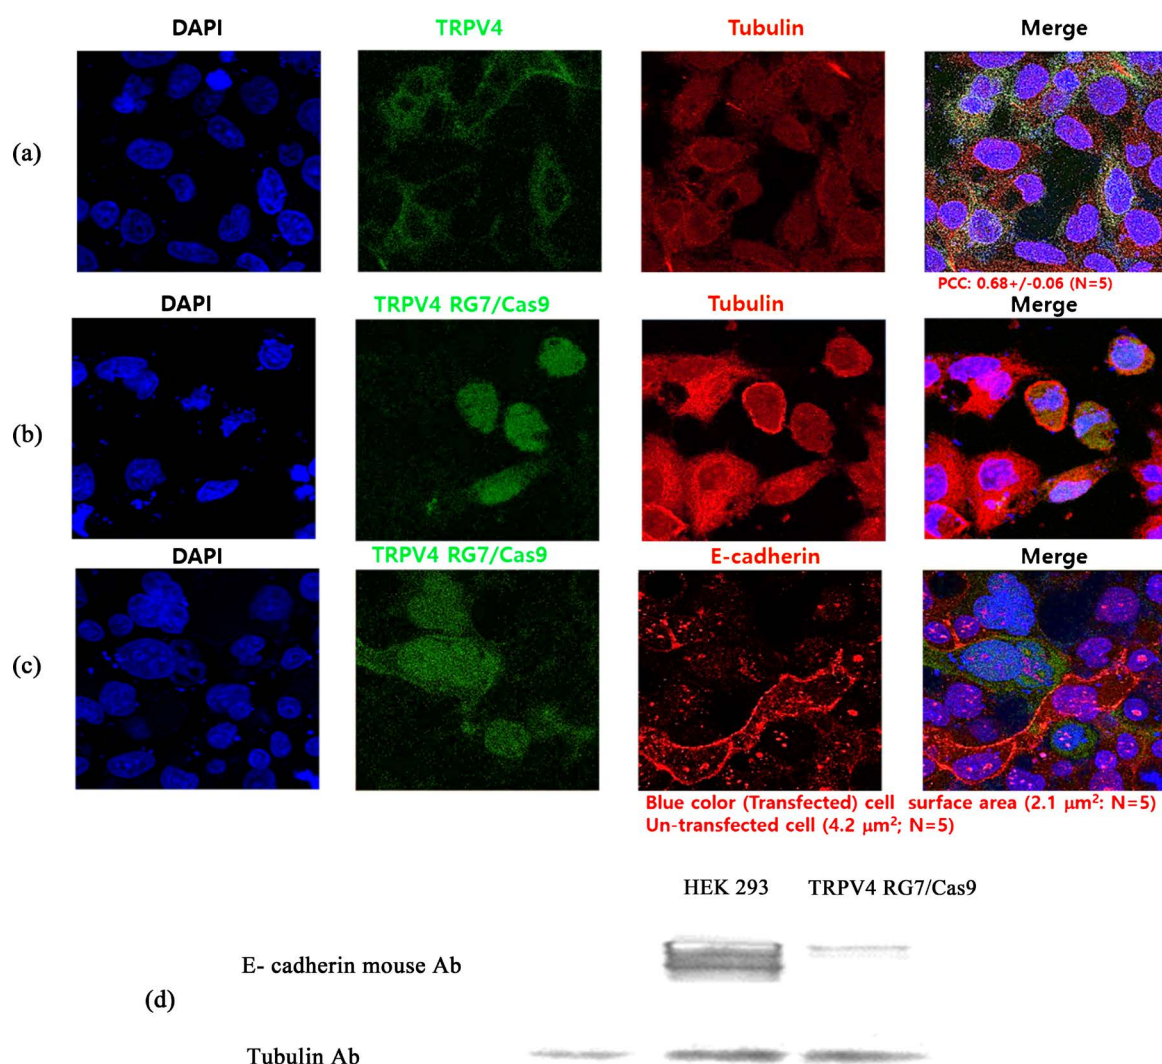 DAPI TRPV4 Tubulin Merge
(a)
PCC: 0.68+/-0.06 (N=5)
DAPI TRPV4 RG7/Cas9 Tubulin Merge
(b)
DAPI TRPV4 RG7/Cas9 E-cadherin Merge
(c)
Blue color (Transfected) cell surface area (2.1 μm²: N=5)
Un-transfected cell (4.2 μm²; N=5)
HEK 293 TRPV4 RG7/Cas9
E- cadherin mouse Ab
(d)
Tubulin Ab